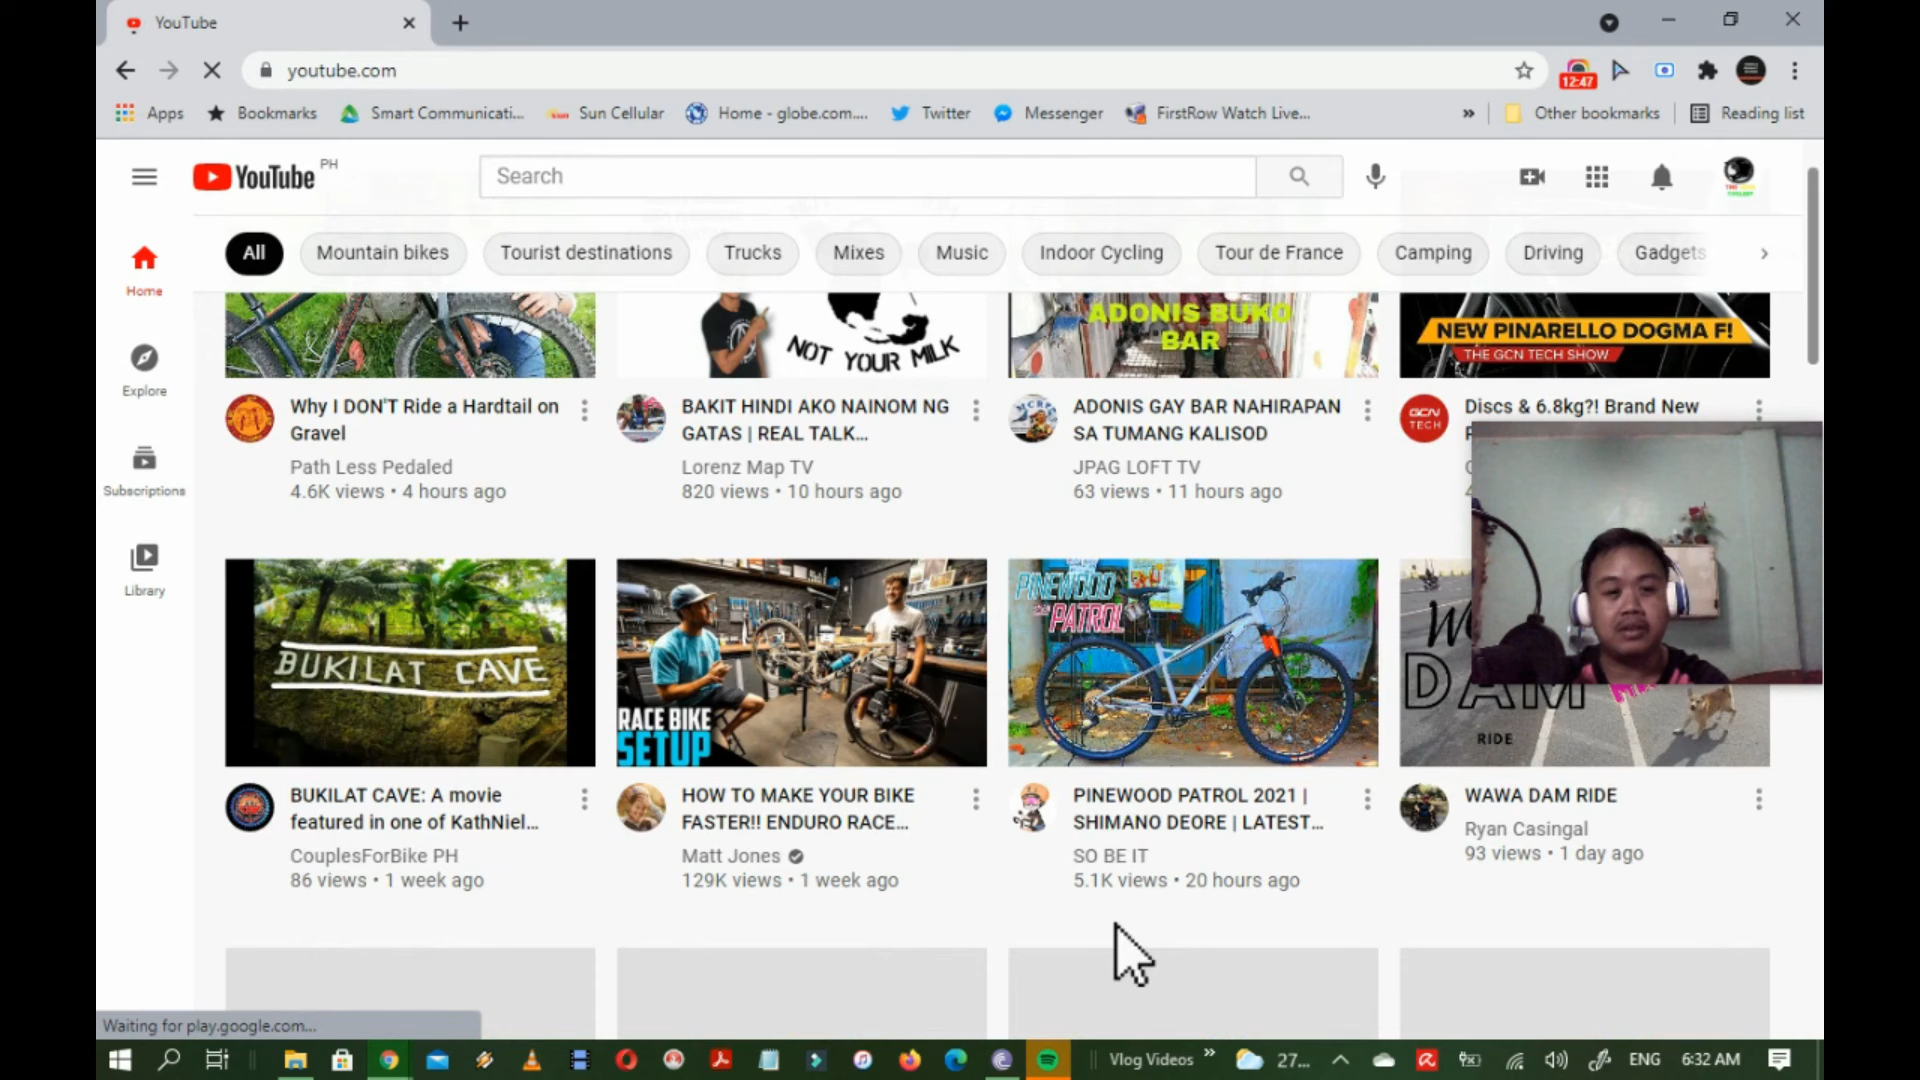 YouTube
youtube.com
12:47
Apps
Bookmarks
Smart Communicati...
Sun Cellular
Home - globe.com....
Twitter
Messenger
FirstRow Watch Live...
»
Other bookmarks
Reading list
YouTube PH
Search
All
Mountain bikes
Tourist destinations
Trucks
Mixes
Music
Indoor Cycling
Tour de France
Camping
Driving
Gadgets
Home
Explore
Subscriptions
Library
NOT YOUR MILK
ADONIS BUKO
BAR
NEW PINARELLO DOGMA F!
THE GCN TECH SHOW
Why I DON'T Ride a Hardtail on
Gravel
Path Less Pedaled
4.6K views • 4 hours ago
BAKIT HINDI AKO NAINOM NG
GATAS | REAL TALK...
Lorenz Map TV
820 views • 10 hours ago
ADONIS GAY BAR NAHIRAPAN
SA TUMANG KALISOD
JPAG LOFT TV
63 views • 11 hours ago
GCN
TECH
Discs & 6.8kg?! Brand New
BUKILAT CAVE
RACE BIKE
SETUP
PINEWOOD
PATROL
DAM
RIDE
BUKILAT CAVE: A movie
featured in one of KathNiel...
CouplesForBike PH
86 views • 1 week ago
HOW TO MAKE YOUR BIKE
FASTER!! ENDURO RACE...
Matt Jones
129K views • 1 week ago
PINEWOOD PATROL 2021 |
SHIMANO DEORE | LATEST...
SO BE IT
5.1K views • 20 hours ago
WAWA DAM RIDE
Ryan Casingal
93 views • 1 day ago
Waiting for play.google.com...
Vlog Videos
»
27...
ENG
6:32 AM